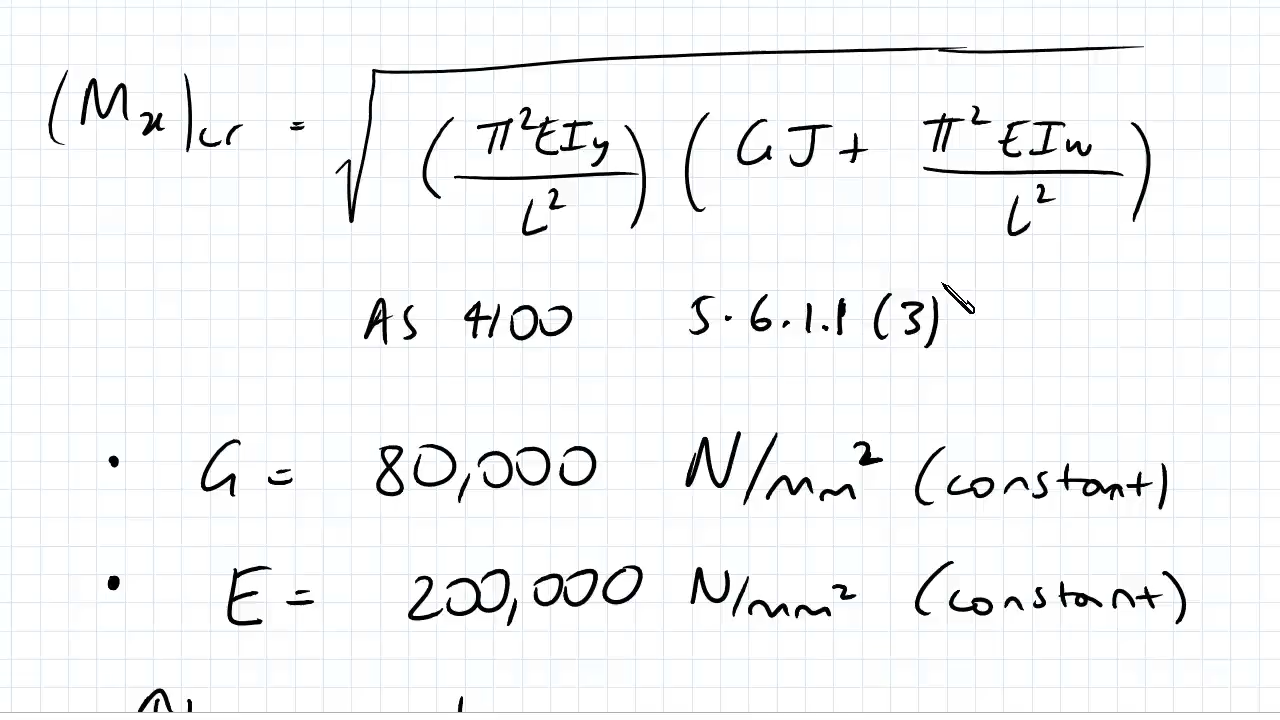 (Mx)cr = √(π²EIy/L²)(GJ + π²EIw/L²)
AS 4100 5.6.1.1 (3)
• G = 80,000 N/mm² (constant)
• E = 200,000 N/mm² (constant)